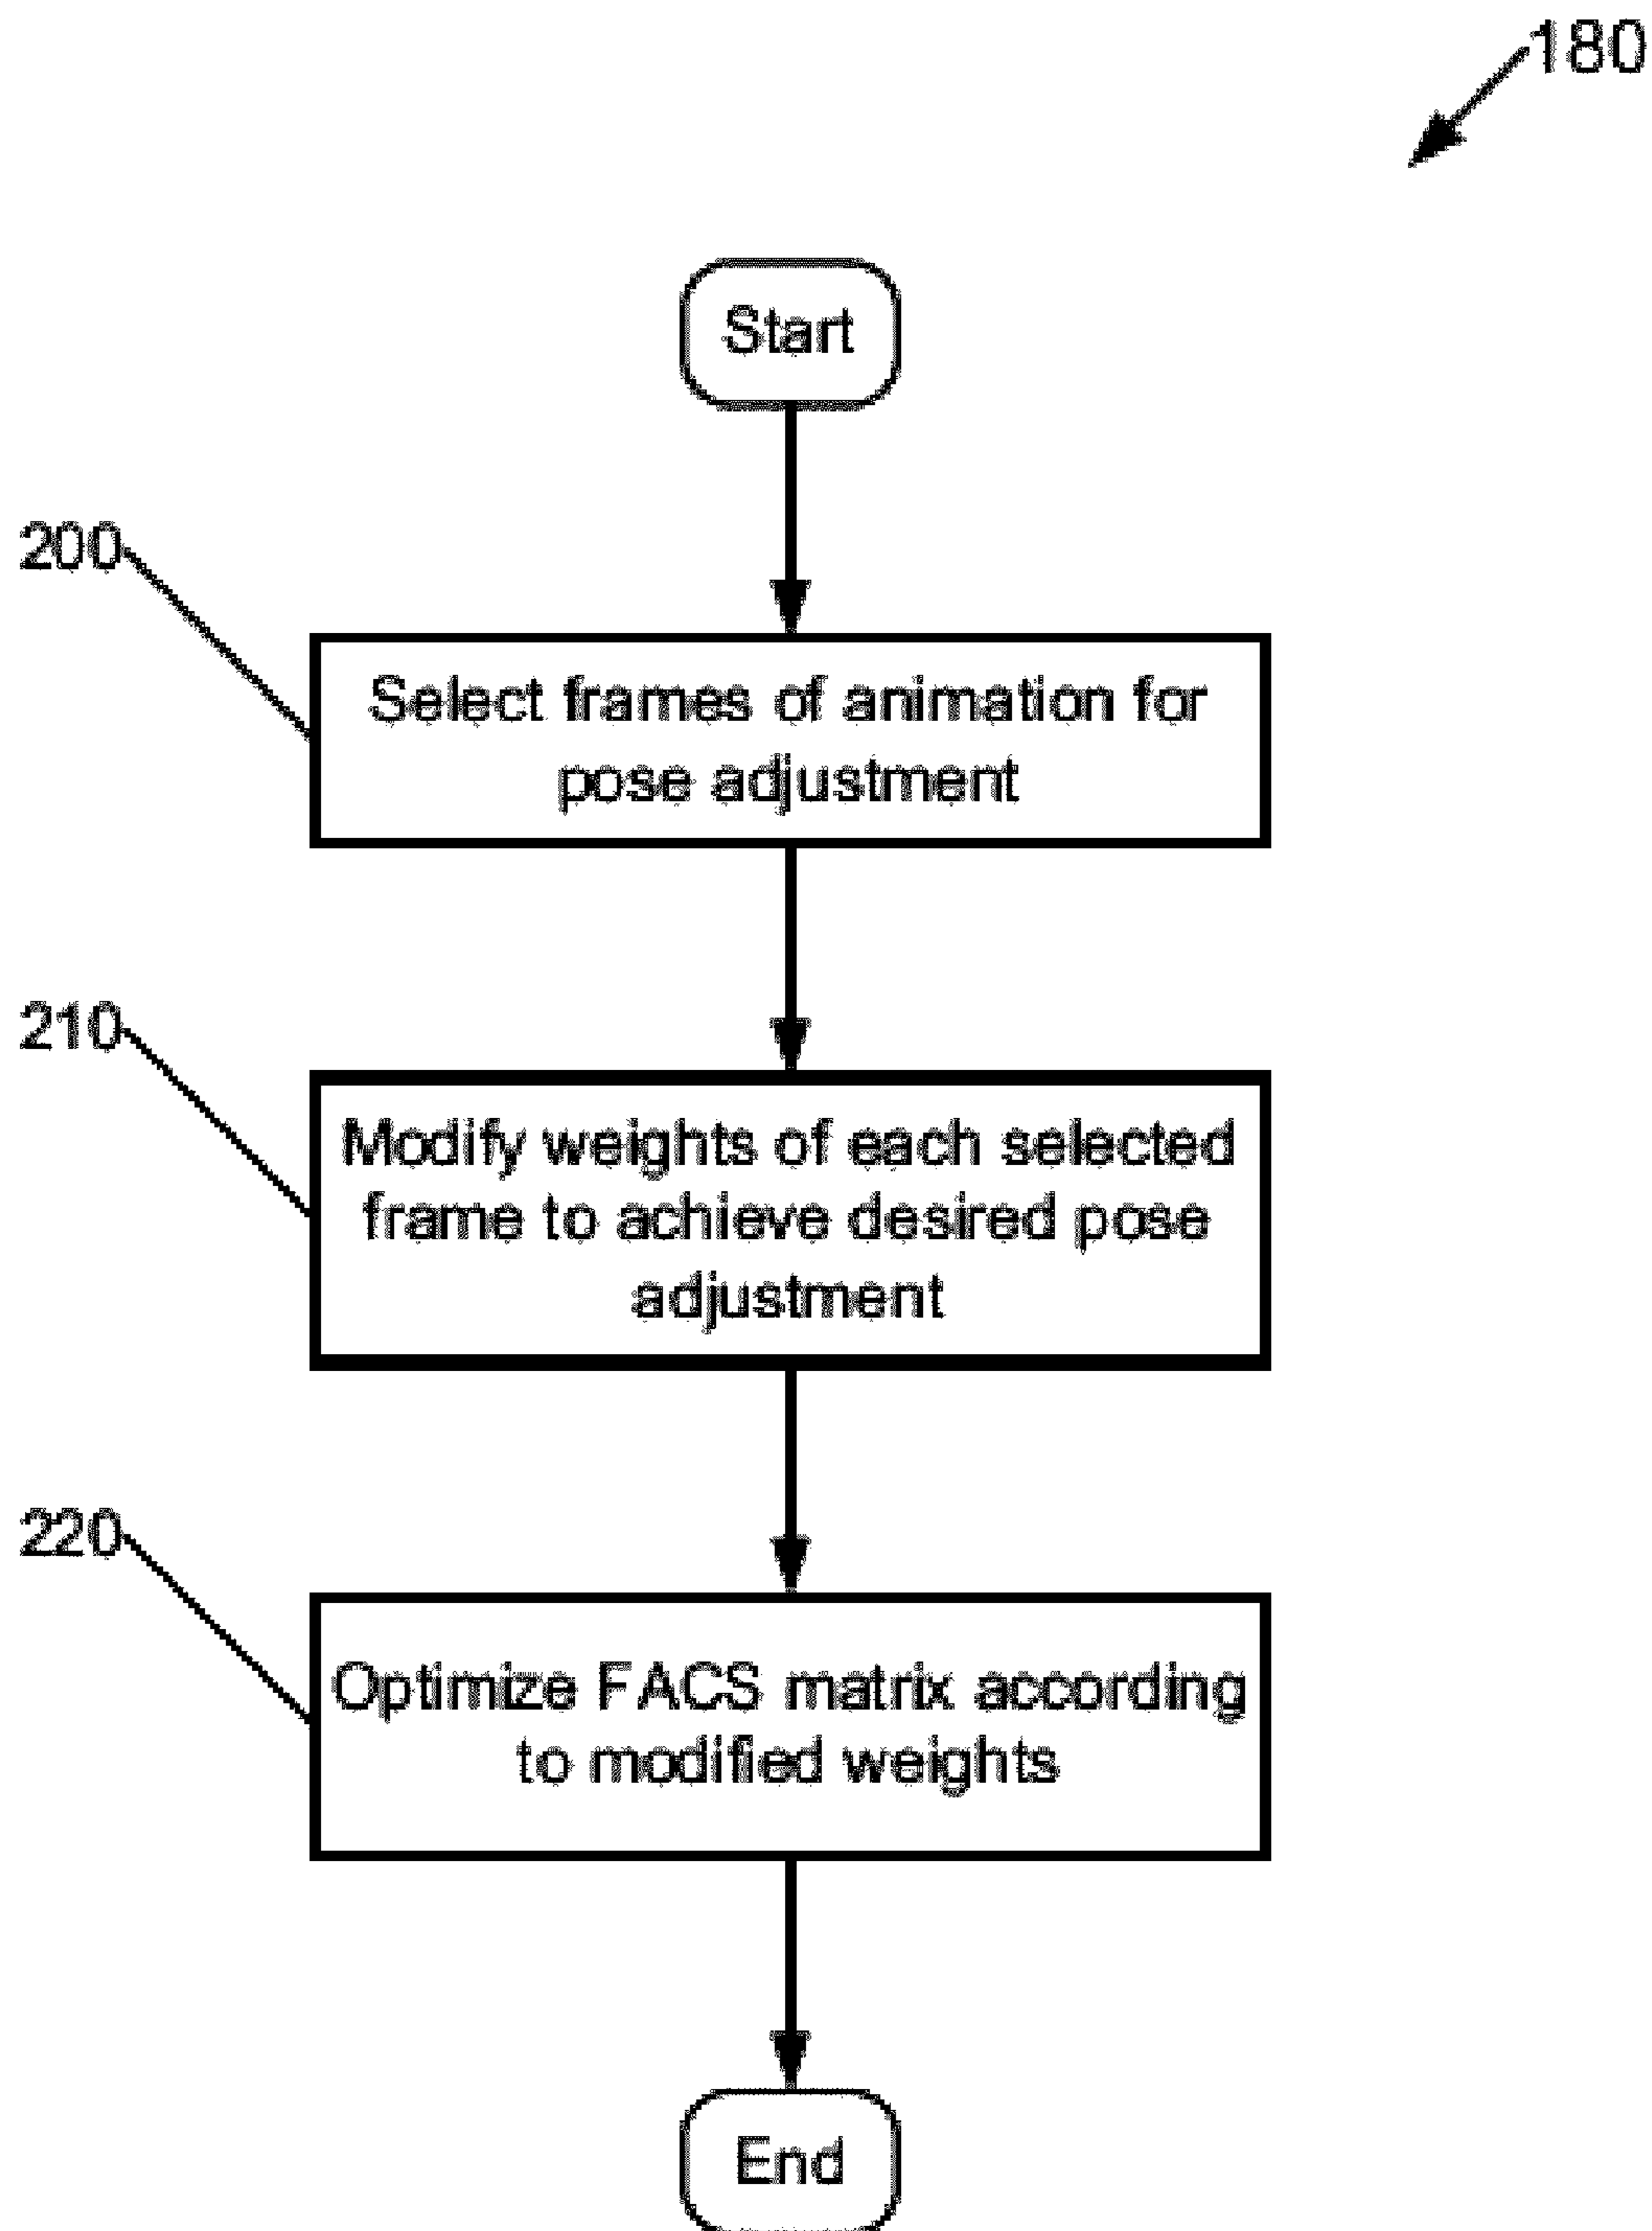 180
Start
200
Select frames of animation for
pose adjustment
210
Modify weights of each selected
frame to achieve desired pose
adjustment
220
Optimize FACS matrix according
to modified weights
End